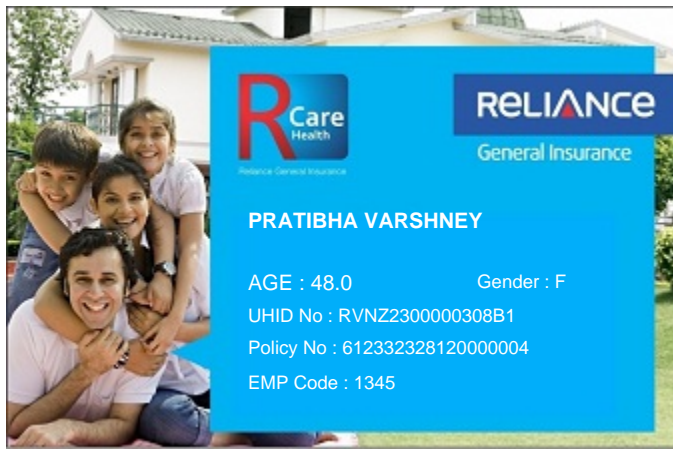 R Care
Health
Reliance General Insurance
RELIANCE
General Insurance
PRATIBHA VARSHNEY
AGE : 48.0 Gender : F
UHID No : RVNZ2300000308B1
Policy No : 612332328120000004
EMP Code : 1345